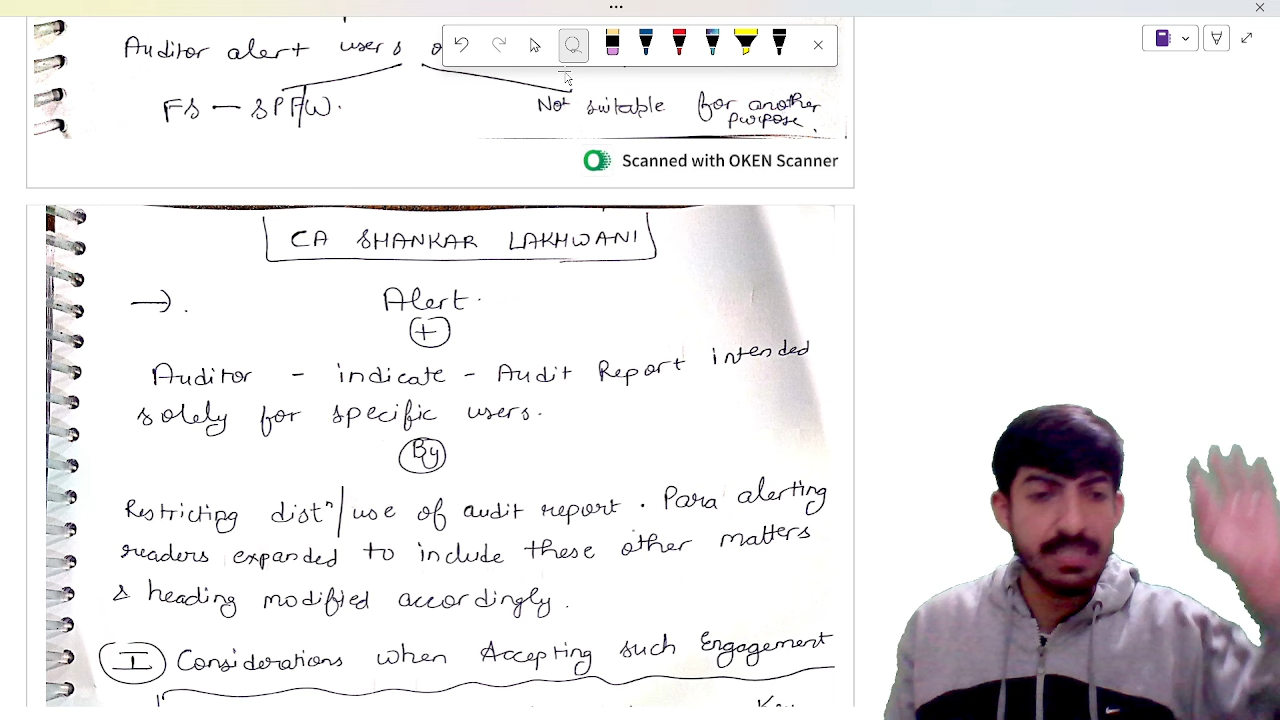 Auditor alert users
FS — SPF/W.
Not suitable for another
purpose.
Scanned with OKEN Scanner
CA SHANKAR LAKHWANI
→. Alert.
+
Auditor - indicate - Audit Report intended
solely for specific users.
By
Restricting distⁿ/use of audit report. Para alerting
readers expanded to include these other matters
& heading modified accordingly.
I Considerations when Accepting such Engagement